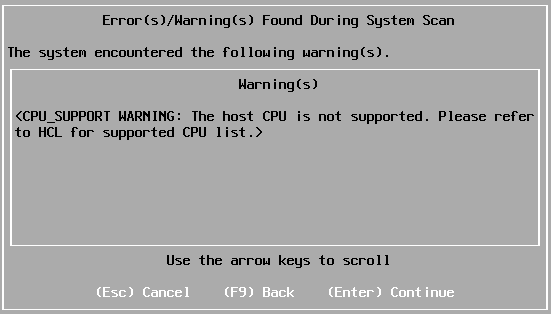 Error(s)/Warning(s) Found During System Scan
The system encountered the following warning(s).
Warning(s)
<CPU_SUPPORT WARNING: The host CPU is not supported. Please refer
to HCL for supported CPU list.>
Use the arrow keys to scroll
(Esc) Cancel (F9) Back (Enter) Continue